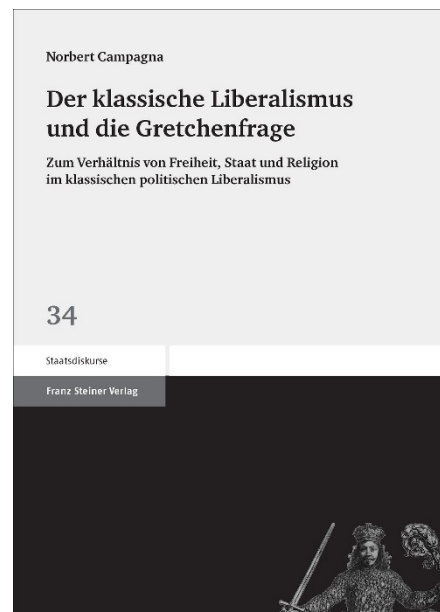 Norbert Campagna
Der klassische Liberalismus
und die Gretchenfrage
Zum Verhältnis von Freiheit, Staat und Religion
im klassischen politischen Liberalismus
34
Staatsdiskurse
Franz Steiner Verlag